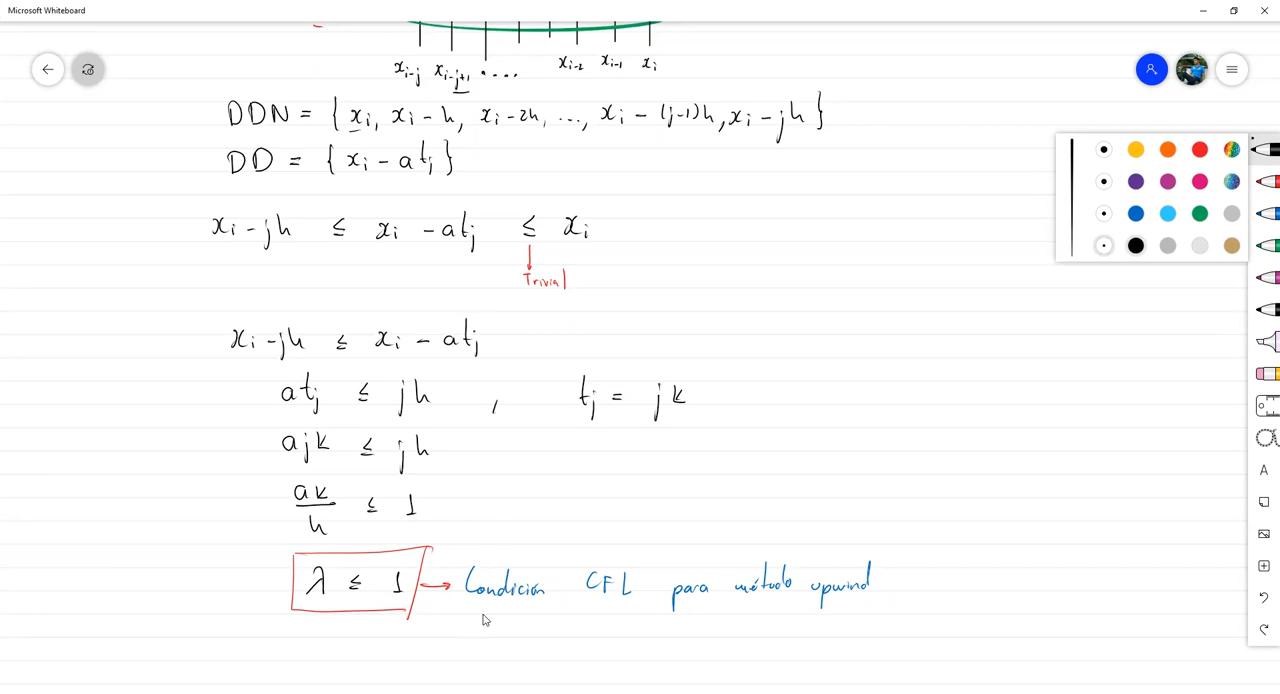 Microsoft Whiteboard
x_{i-j} x_{i-j+1} .... x_{i-2} x_{i-1} x_i
DDN = { x_i, x_i - h, x_i - 2h, ..., x_i - (j-1)h, x_i - jh }
DD = { x_i - at_j }
x_i - jh ≤ x_i - at_j ≤ x_i
Trivial
x_i - jh ≤ x_i - at_j
at_j ≤ jh , t_j = jk
ajk ≤ jh
ak/h ≤ 1
λ ≤ 1 → Condición CFL para método upwind
A